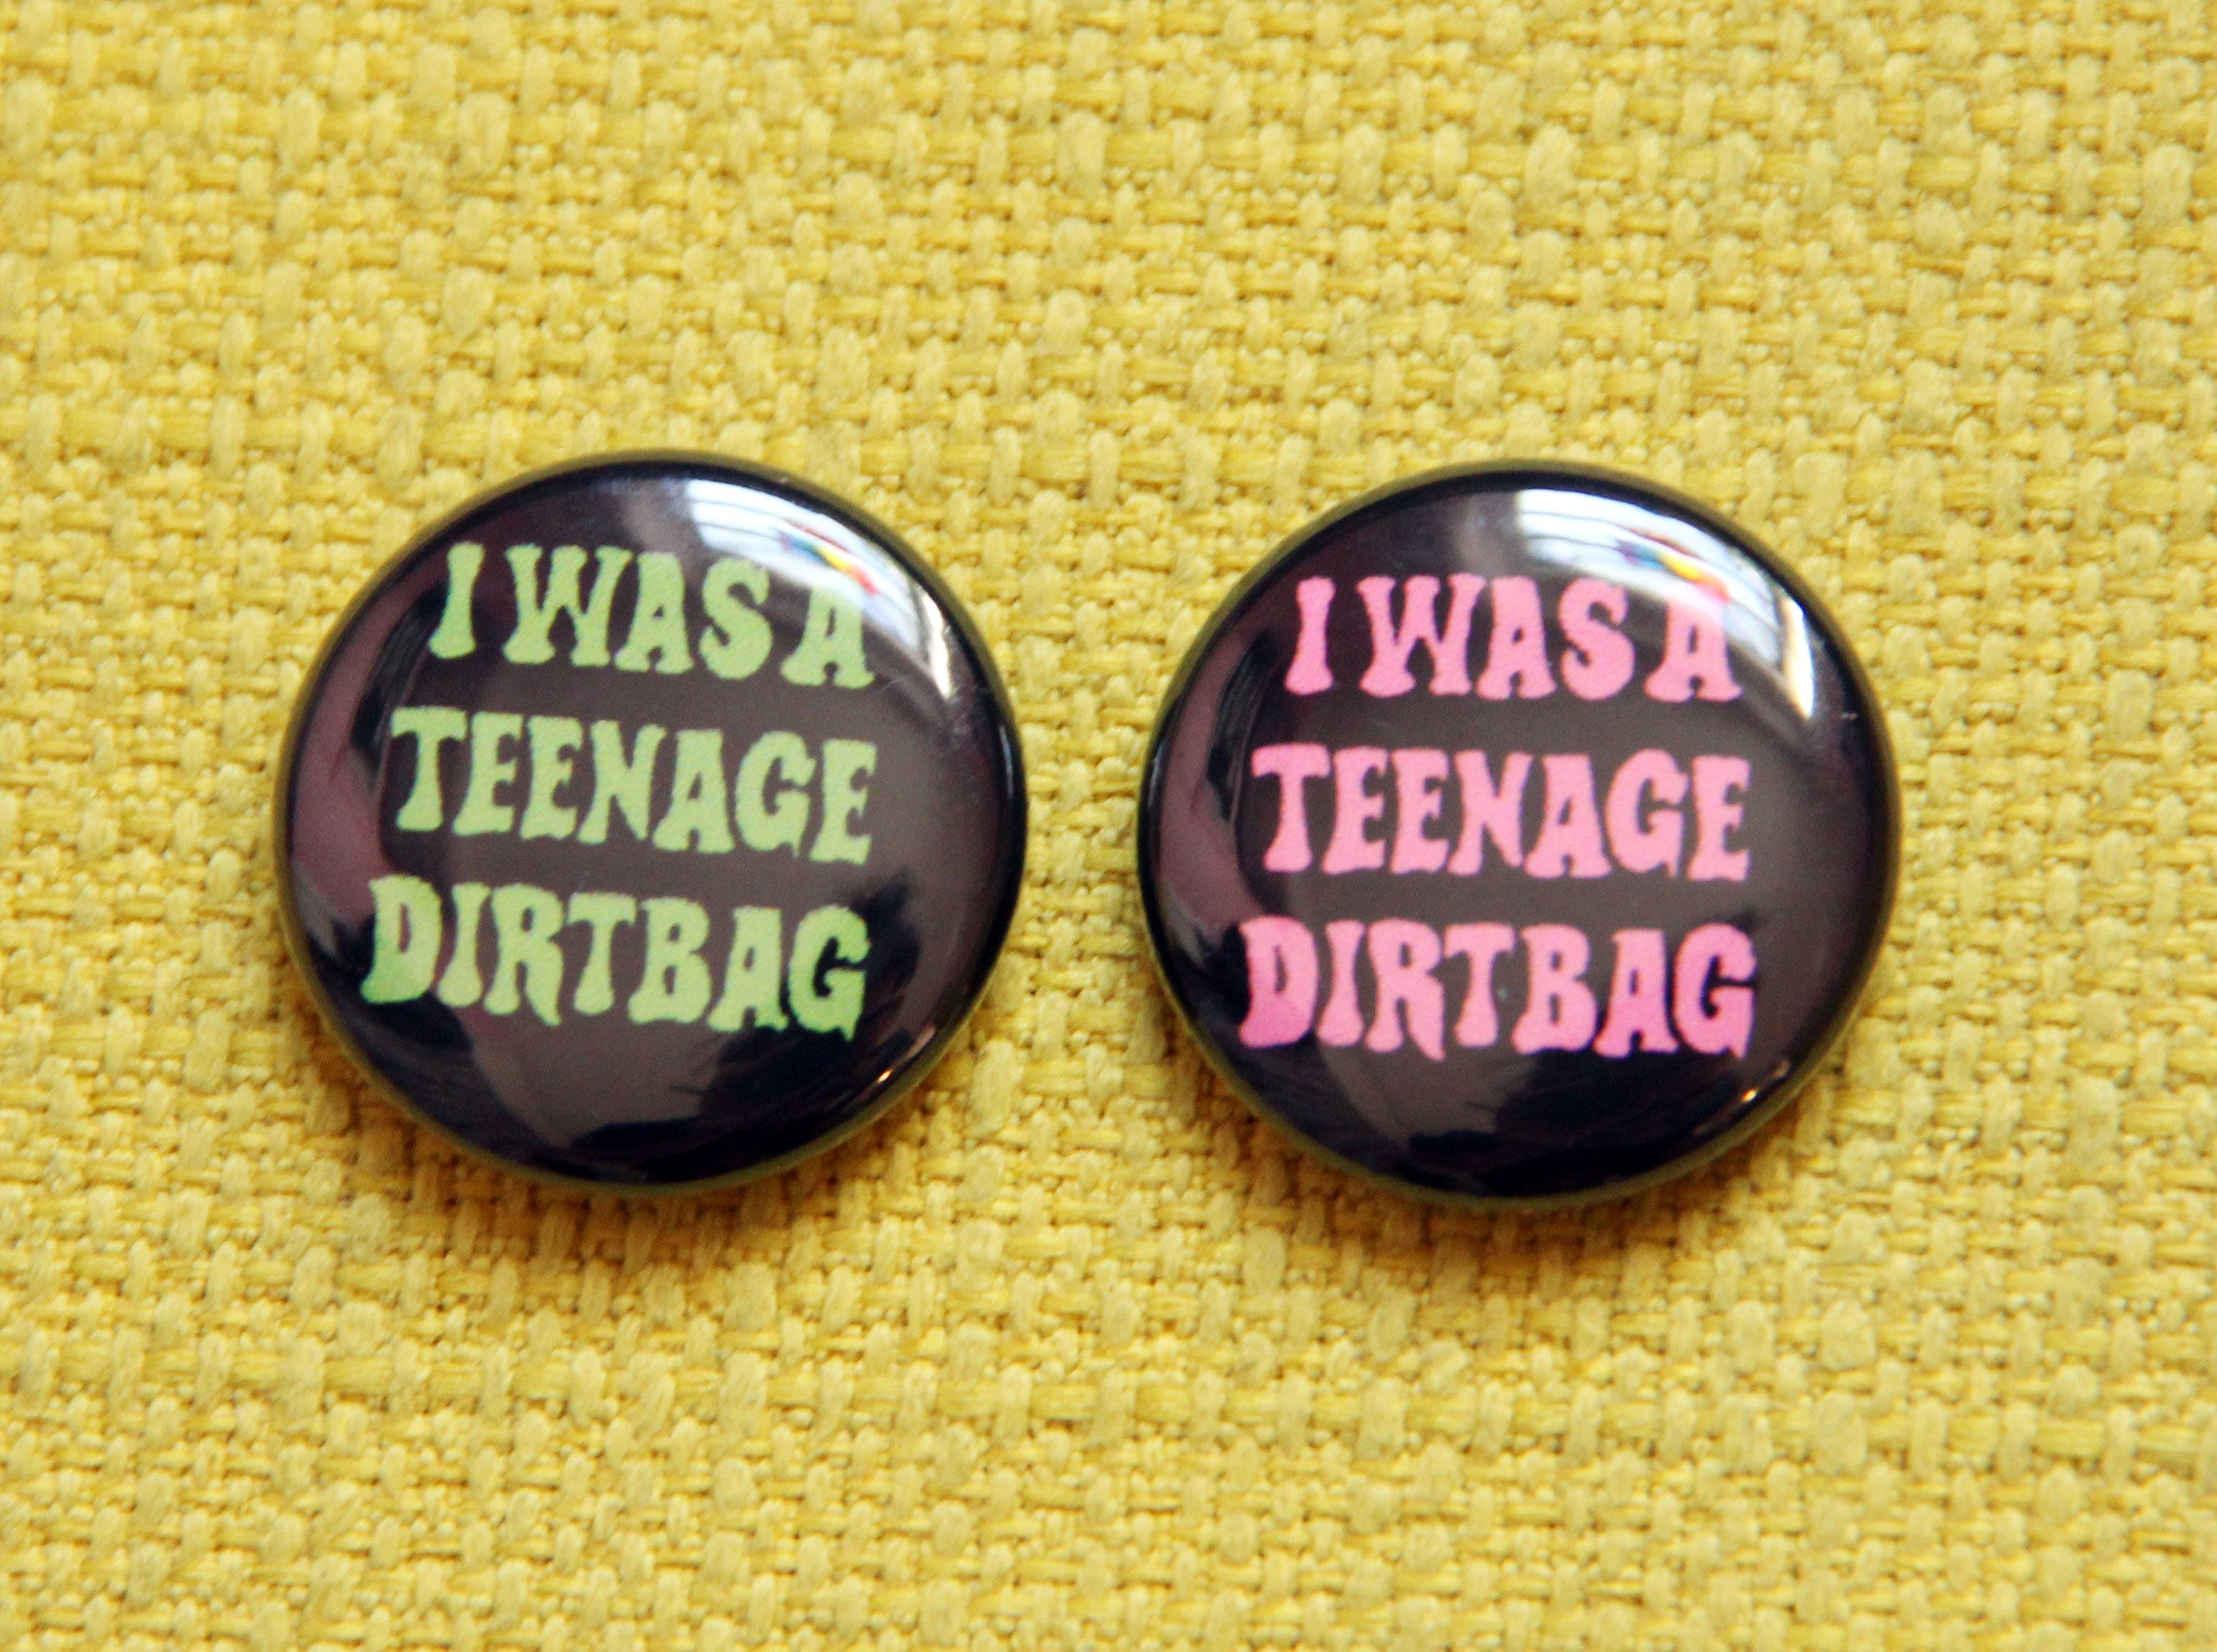 I WAS A
TEENAGE
DIRTBAG
I WAS A
TEENAGE
DIRTBAG